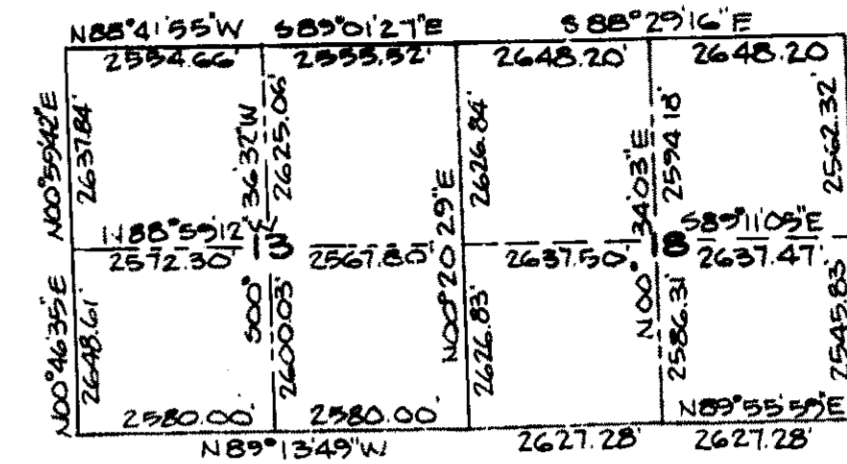 N88°41'55"W S89°01'27"E S88°29'16"E
2554.66' 2555.52' 2648.20' 2648.20
N00°55'42"E 2637.84' 36'32"W 2625.06' 2626.84' 34'03"E 2594.18' 2562.32'
N88°59'12" 13 18 S89°11'05"E
2572.30' 2567.80' 2637.50' 2637.47'
N00°46'35"E 2648.61' S00° 2600.03' N00°20'29"E 2626.83' N00° 2586.31' 2545.83'
2580.00' 2580.00' N89°55'59"E
N89°13'49"W 2627.28' 2627.28'